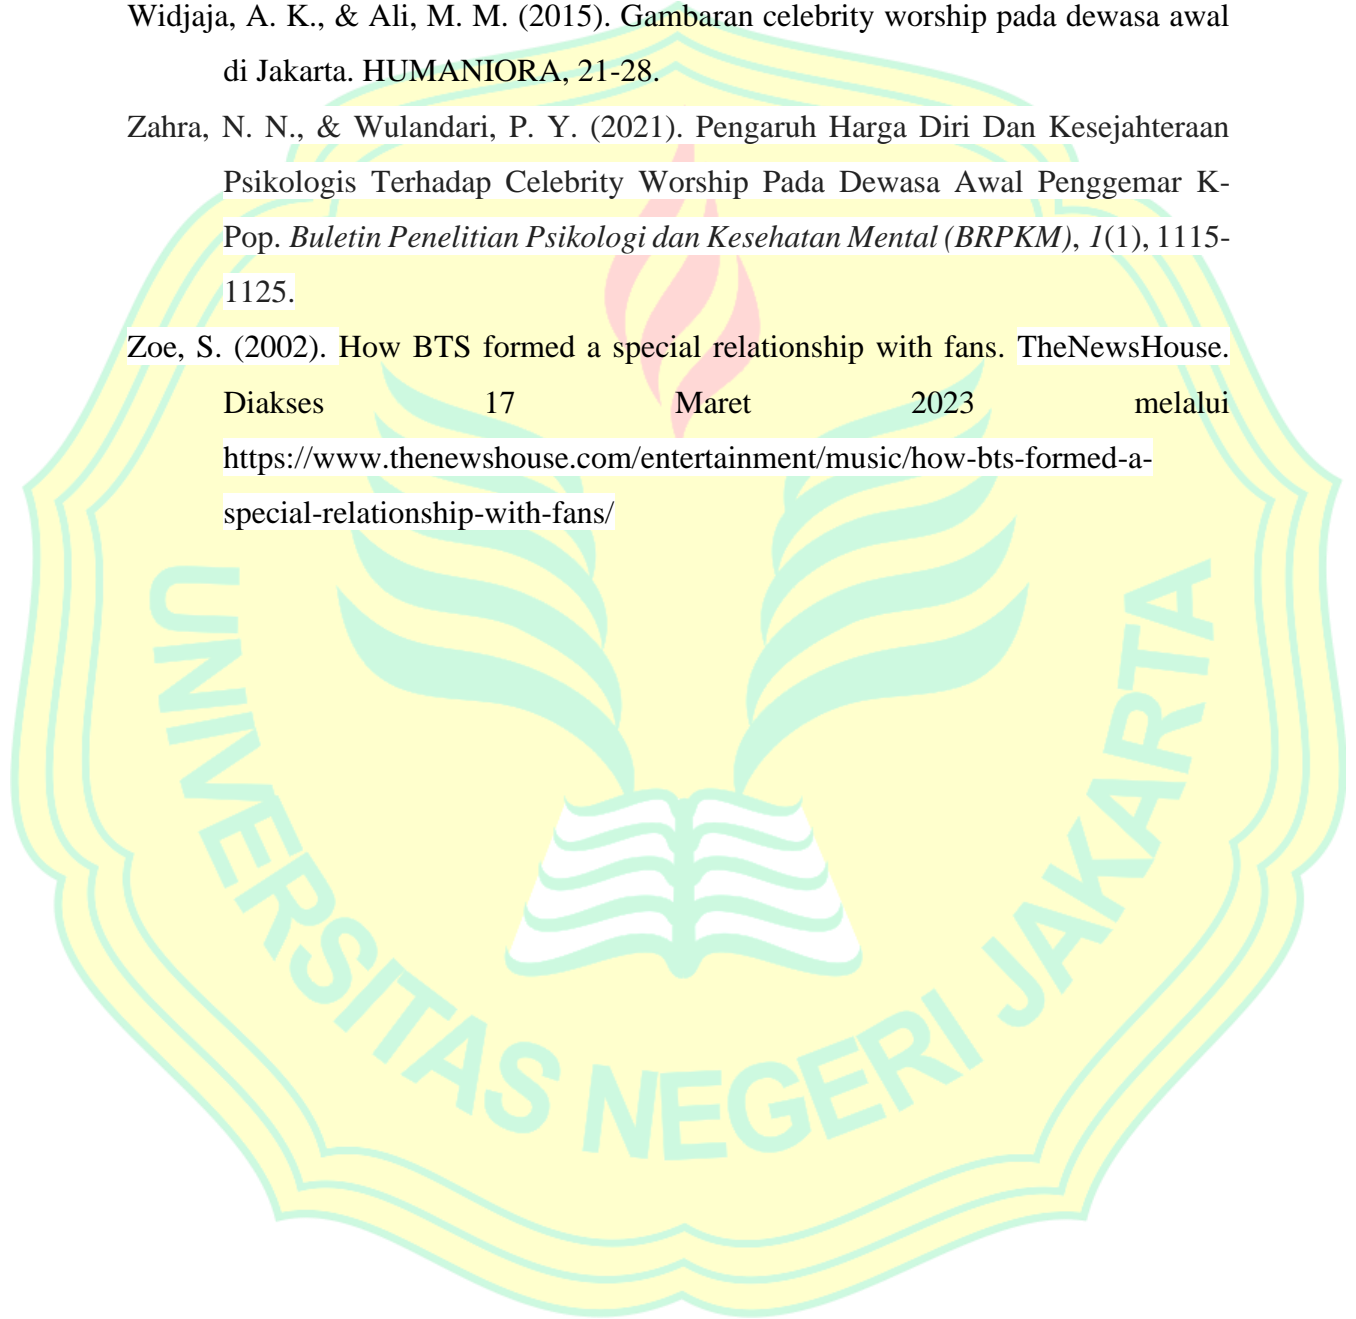 Widjaja, A. K., & Ali, M. M. (2015). Gambaran celebrity worship pada dewasa awal
di Jakarta. HUMANIORA, 21-28.
Zahra, N. N., & Wulandari, P. Y. (2021). Pengaruh Harga Diri Dan Kesejahteraan
Psikologis Terhadap Celebrity Worship Pada Dewasa Awal Penggemar K-
Pop. Buletin Penelitian Psikologi dan Kesehatan Mental (BRPKM), 1(1), 1115-
1125.
Zoe, S. (2002). How BTS formed a special relationship with fans. TheNewsHouse.
Diakses 17 Maret 2023 melalui
https://www.thenewshouse.com/entertainment/music/how-bts-formed-a-
special-relationship-with-fans/
UNIVERSITAS NEGERI JAKARTA